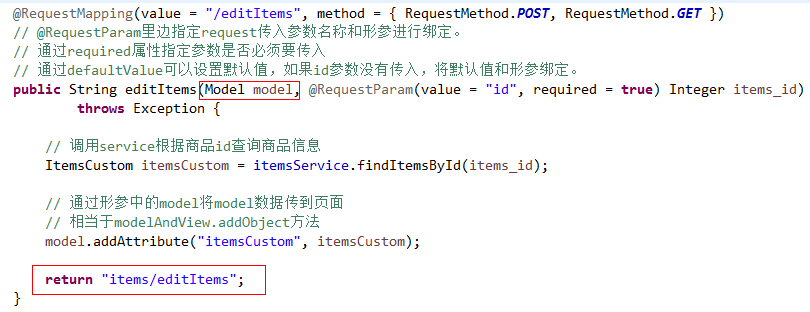 @RequestMapping(value = "/editItems", method = { RequestMethod.POST, RequestMethod.GET })
// @RequestParam里边指定request传入参数名称和形参进行绑定。
// 通过required属性指定参数是否必须要传入
// 通过defaultValue可以设置默认值，如果id参数没有传入，将默认值和形参绑定。
public String editItems(Model model, @RequestParam(value = "id", required = true) Integer items_id)
throws Exception {
// 调用service根据商品id查询商品信息
ItemsCustom itemsCustom = itemsService.findItemsById(items_id);
// 通过形参中的model将model数据传到页面
// 相当于modelAndView.addObject方法
model.addAttribute("itemsCustom", itemsCustom);
return "items/editItems";
}